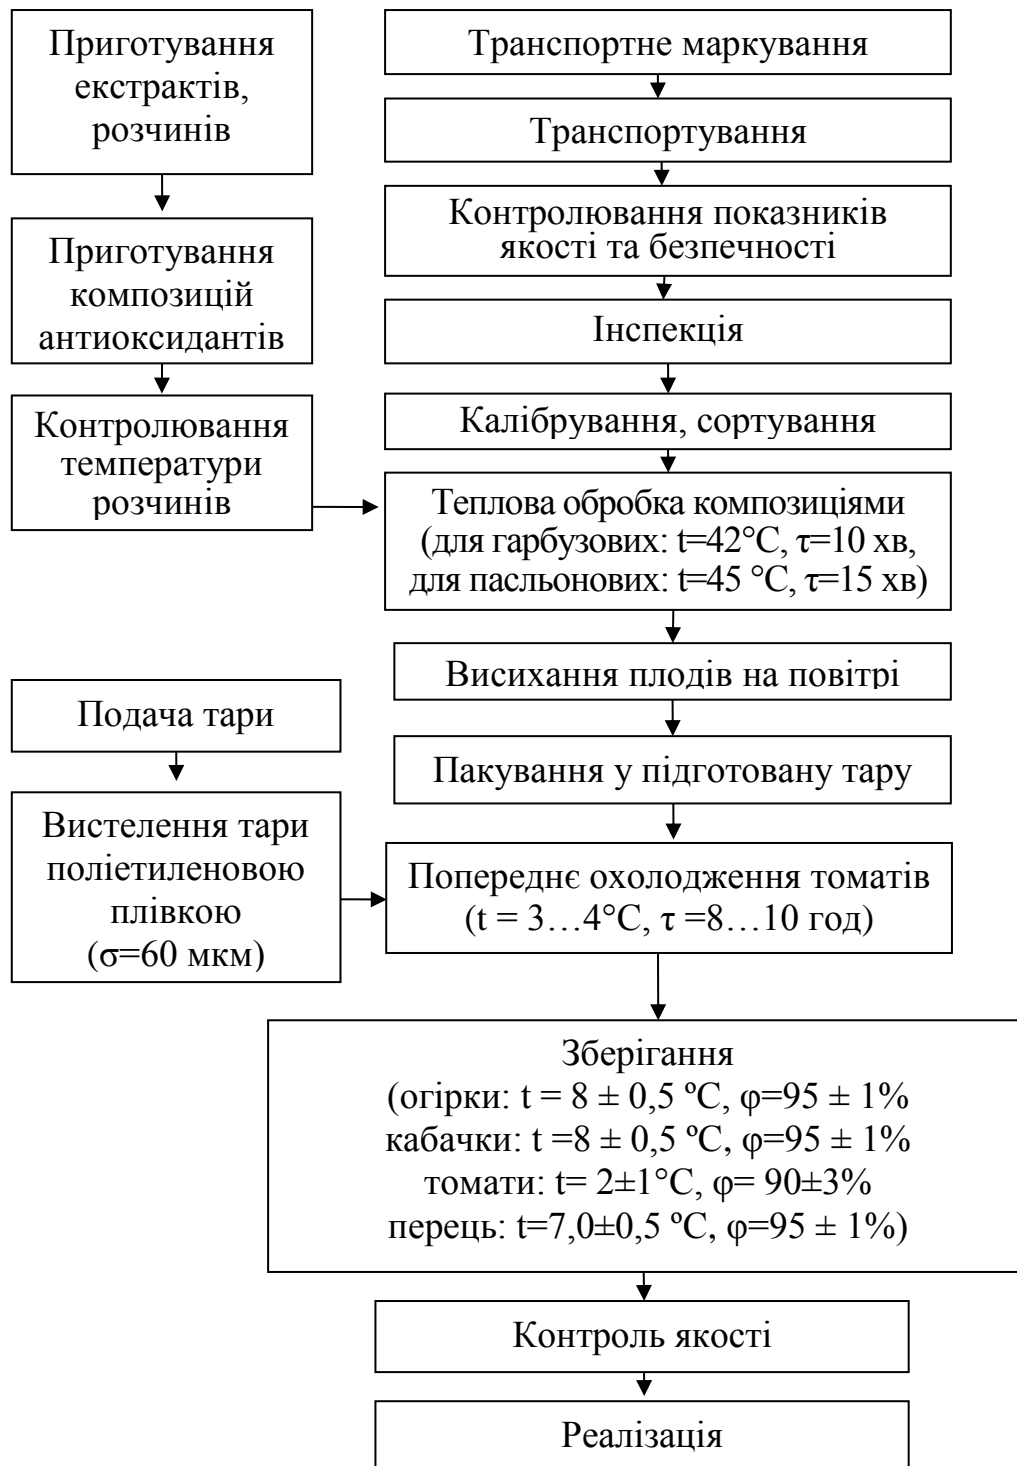 Приготування
екстрактів,
розчинів
Приготування
композицій
антиоксидантів
Контролювання
температури
розчинів
Транспортне маркування
Транспортування
Контролювання показників
якості та безпечності
Інспекція
Калібрування, сортування
Теплова обробка композиціями
(для гарбузових: t=42°C, τ=10 хв,
для пасльонових: t=45 °C, τ=15 хв)
Висихання плодів на повітрі
Подача тари
Вистелення тари
поліетиленовою
плівкою
(σ=60 мкм)
Пакування у підготовану тару
Попереднє охолодження томатів
(t = 3…4°C, τ =8…10 год)
Зберігання
(огірки: t = 8 ± 0,5 ºC, φ=95 ± 1%
кабачки: t =8 ± 0,5 ºC, φ=95 ± 1%
томати: t= 2±1°C, φ= 90±3%
перець: t=7,0±0,5 ºC, φ=95 ± 1%)
Контроль якості
Реалізація